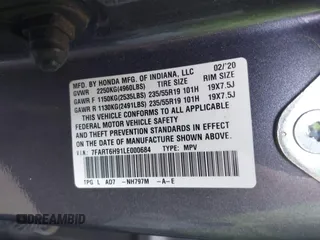 MFD. BY HONDA MFG. OF INDIANA, LLC 02/'20
GVWR 2250KG(4960LBS) TIRE SIZE RIM SIZE
GAWR F 1150KG(2535LBS) 235/55R19 101H 19X7.5J
GAWR R 1130KG(2491LBS) 235/55R19 101H 19X7.5J
THIS VEHICLE CONFORMS TO ALL APPLICABLE
FEDERAL MOTOR VEHICLE SAFETY
AND THEFT PREVENTION STANDARDS IN EFFECT
ON THE DATE OF MANUFACTURE SHOWN ABOVE.
V.I.N.: 7FART6H91LE000684 TYPE: MPV
TPG L AD7 -NH797M -A-E
DREAMBID